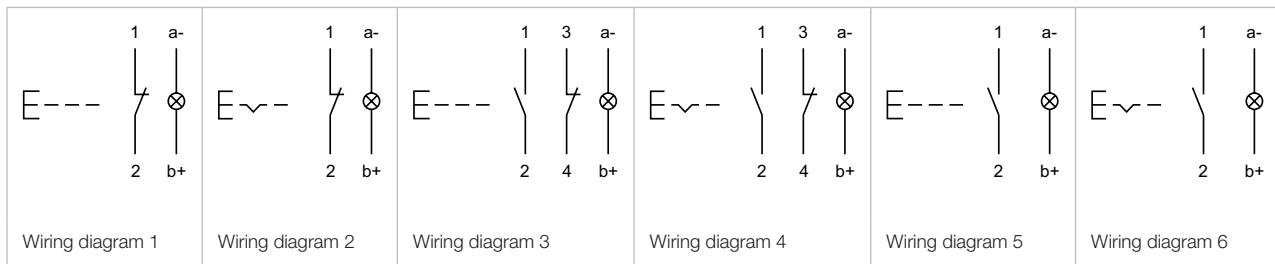 1 a- 1 a- 1 3 a- 1 3 a- 1 a- 1 a-
2 b+ 2 b+ 2 4 b+ 2 4 b+ 2 b+ 2 b+
Wiring diagram 1 Wiring diagram 2 Wiring diagram 3 Wiring diagram 4 Wiring diagram 5 Wiring diagram 6